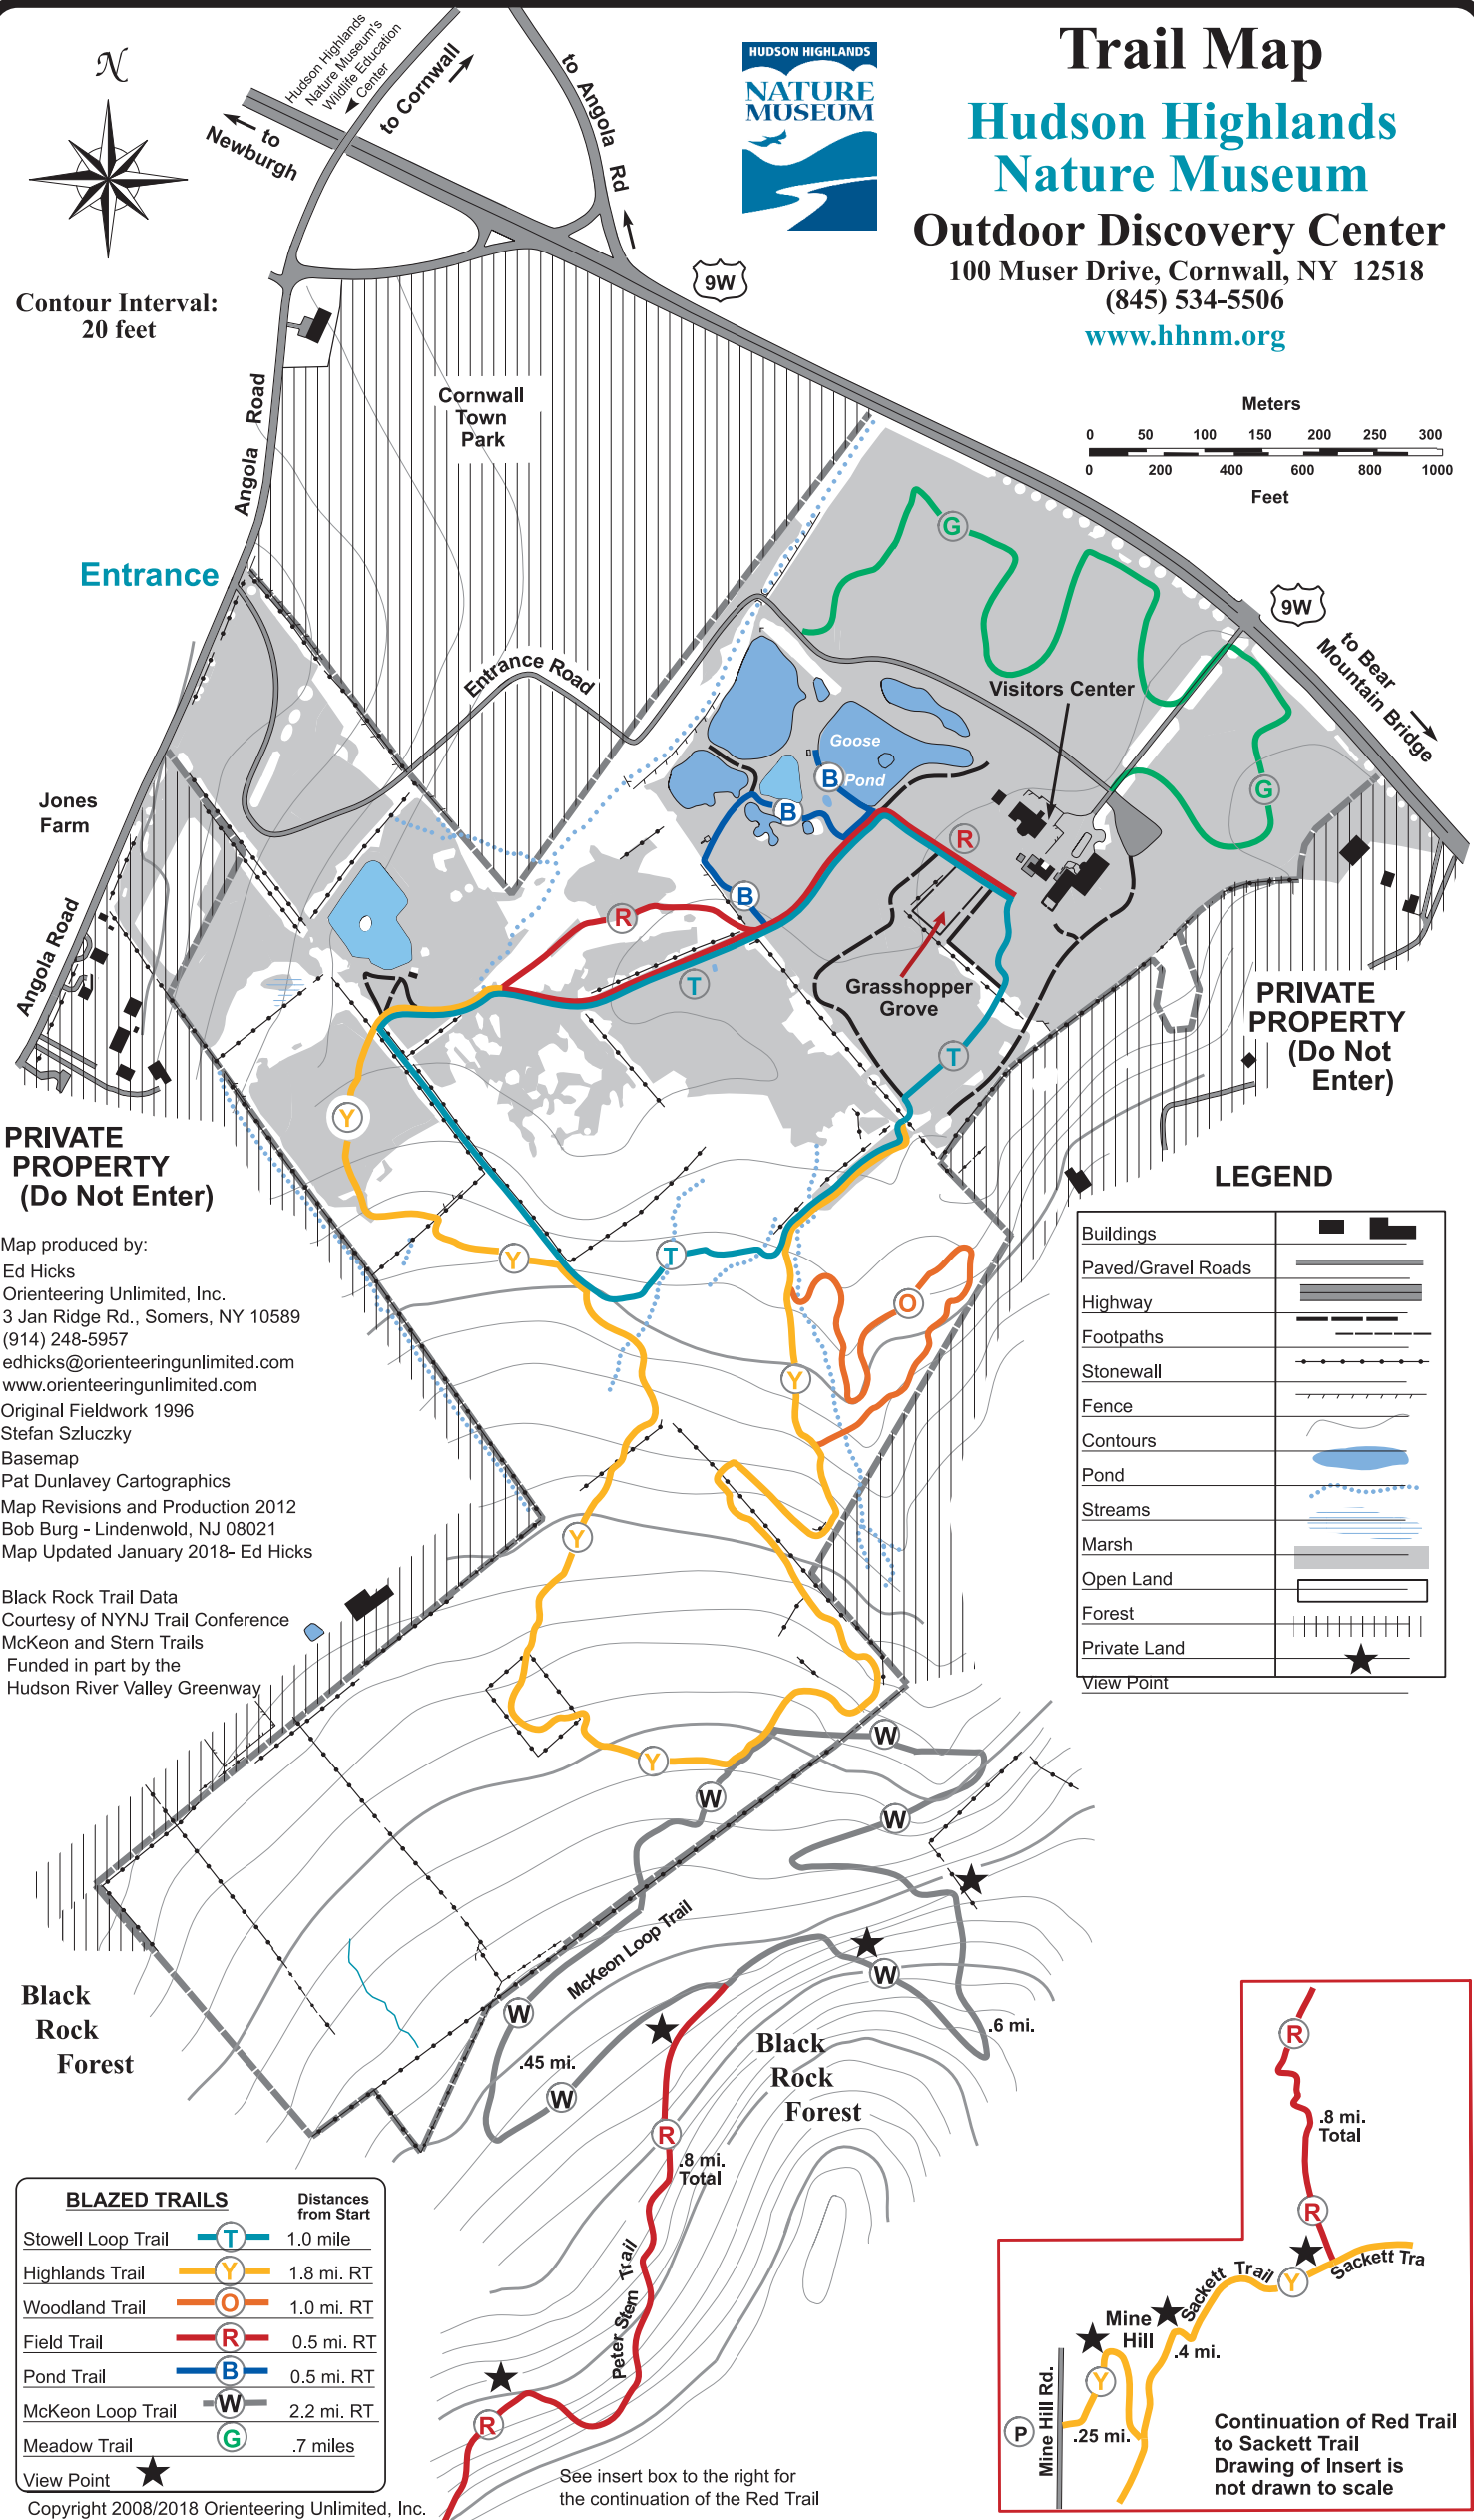 Trail Map
Hudson Highlands
Nature Museum
Outdoor Discovery Center
100 Muser Drive, Cornwall, NY 12518
(845) 534-5506
www.hhnm.org
HUDSON HIGHLANDS
NATURE
MUSEUM
N
Contour Interval:
20 feet
Hudson Highlands
Nature Museum's
Wildlife Education
Center
to Cornwall
to
Newburgh
to Angola Rd
9W
Meters
0 50 100 150 200 250 300
0 200 400 600 800 1000
Feet
Cornwall
Town
Park
Angola Road
Entrance
Entrance Road
G
9W
to Bear
Mountain Bridge
Visitors Center
Goose
Pond
B
B
B
G
R
R
T
Jones
Farm
Angola Road
Grasshopper
Grove
T
PRIVATE
PROPERTY
(Do Not
Enter)
Y
PRIVATE
PROPERTY
(Do Not Enter)
Y
T
O
Y
Y
Y
LEGEND
Buildings
Paved/Gravel Roads
Highway
Footpaths
Stonewall
Fence
Contours
Pond
Streams
Marsh
Open Land
Forest
Private Land
View Point
Map produced by:
Ed Hicks
Orienteering Unlimited, Inc.
3 Jan Ridge Rd., Somers, NY 10589
(914) 248-5957
edhicks@orienteeringunlimited.com
www.orienteeringunlimited.com
Original Fieldwork 1996
Stefan Szluczky
Basemap
Pat Dunlavey Cartographics
Map Revisions and Production 2012
Bob Burg - Lindenwold, NJ 08021
Map Updated January 2018- Ed Hicks
Black Rock Trail Data
Courtesy of NYNJ Trail Conference
McKeon and Stern Trails
Funded in part by the
Hudson River Valley Greenway
W
W
W
W
W
W
McKeon Loop Trail
.6 mi.
.45 mi.
Black
Rock
Forest
Black
Rock
Forest
R
.8 mi.
Total
Peter Stern Trail
R
BLAZED TRAILS Distances
from Start
Stowell Loop Trail T 1.0 mile
Highlands Trail Y 1.8 mi. RT
Woodland Trail O 1.0 mi. RT
Field Trail R 0.5 mi. RT
Pond Trail B 0.5 mi. RT
McKeon Loop Trail W 2.2 mi. RT
Meadow Trail G .7 miles
View Point
Copyright 2008/2018 Orienteering Unlimited, Inc.
See insert box to the right for
the continuation of the Red Trail
R
.8 mi.
Total
R
Sackett Tra
Sackett Trail
Y
Mine
Hill
.4 mi.
Y
P
Mine Hill Rd.
.25 mi.
Continuation of Red Trail
to Sackett Trail
Drawing of Insert is
not drawn to scale